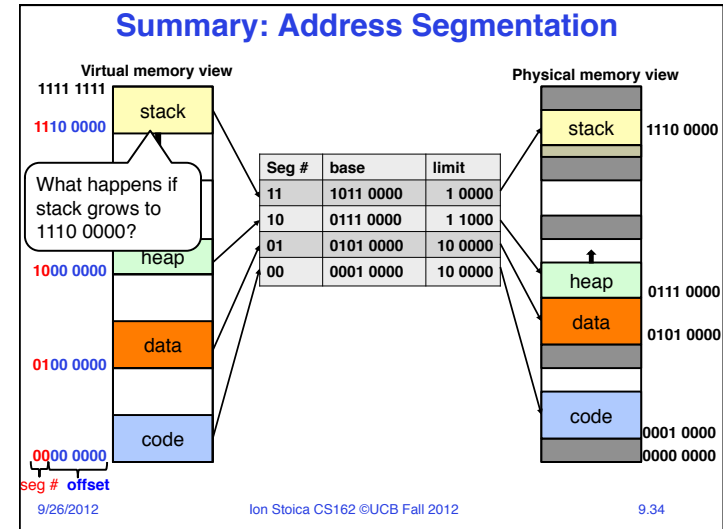 Summary: Address Segmentation
Virtual memory view
Physical memory view
1111 1111
stack
1110 0000
What happens if
stack grows to
1110 0000?
heap
1000 0000
data
0100 0000
code
0000 0000
seg # offset
Seg # base limit
11 1011 0000 1 0000
10 0111 0000 1 1000
01 0101 0000 10 0000
00 0001 0000 10 0000
stack
1110 0000
heap
0111 0000
data
0101 0000
code
0001 0000
0000 0000
9/26/2012
Ion Stoica CS162 ©UCB Fall 2012
9.34